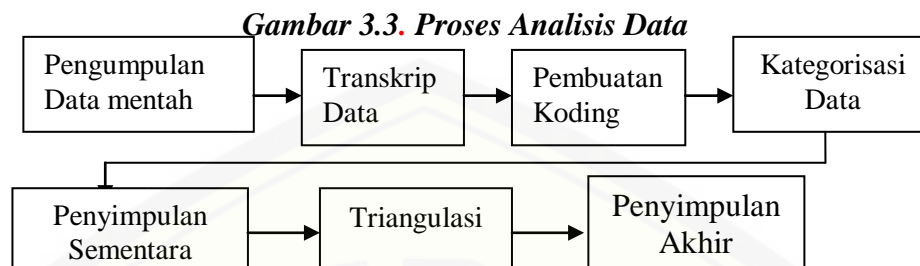 Gambar 3.3. Proses Analisis Data
Pengumpulan
Data mentah
Transkrip
Data
Pembuatan
Koding
Kategorisasi
Data
Penyimpulan
Sementara
Triangulasi
Penyimpulan
Akhir